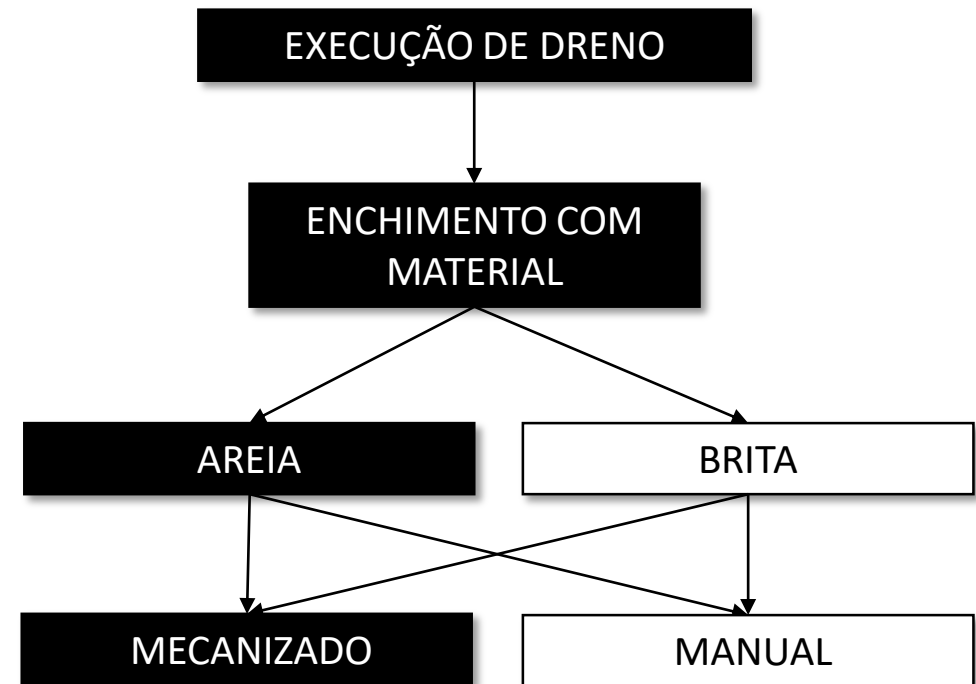 EXECUÇÃO DE DRENO
ENCHIMENTO COM
MATERIAL
AREIA
BRITA
MECANIZADO
MANUAL